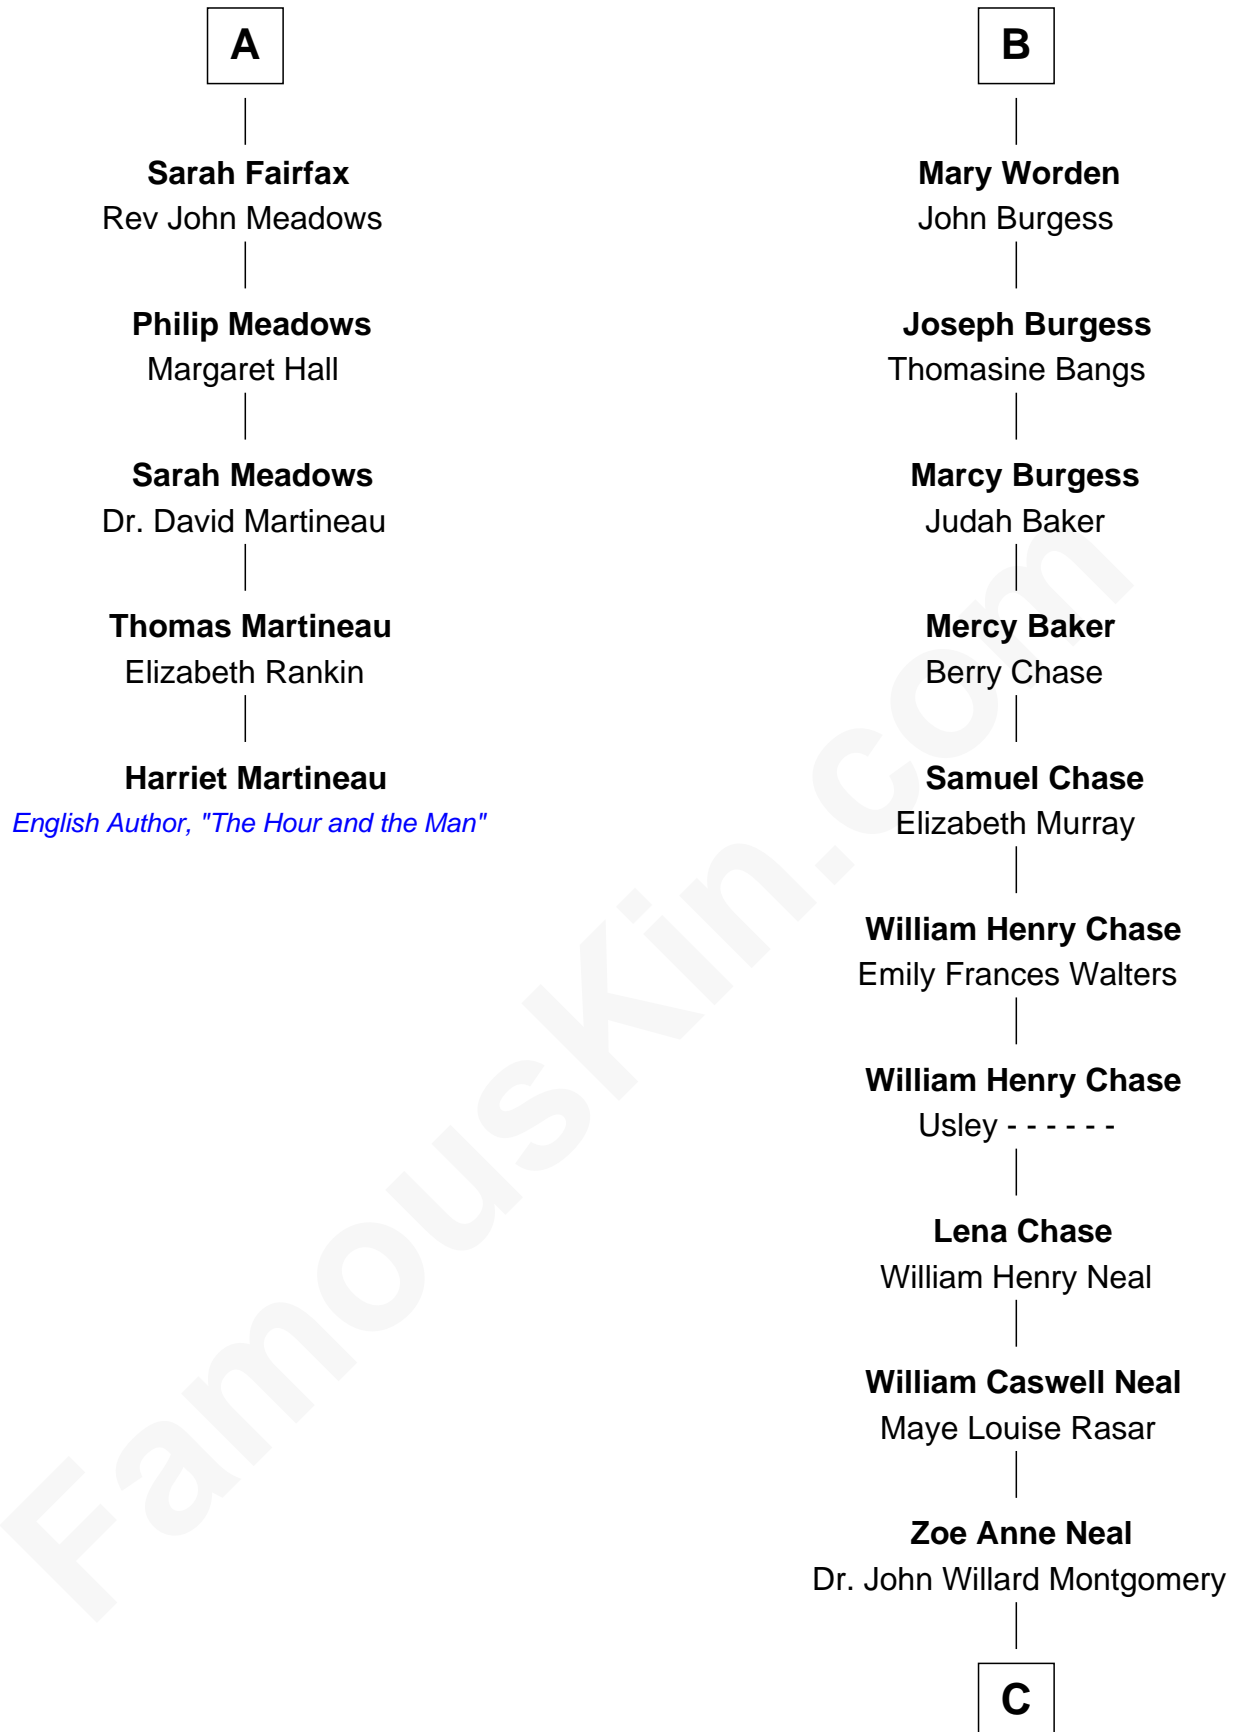 A
Sarah Fairfax
Rev John Meadows
Philip Meadows
Margaret Hall
Sarah Meadows
Dr. David Martineau
Thomas Martineau
Elizabeth Rankin
Harriet Martineau
English Author, "The Hour and the Man"
B
Mary Worden
John Burgess
Joseph Burgess
Thomasine Bangs
Marcy Burgess
Judah Baker
Mercy Baker
Berry Chase
Samuel Chase
Elizabeth Murray
William Henry Chase
Emily Frances Walters
William Henry Chase
Usley - - - - - -
Lena Chase
William Henry Neal
William Caswell Neal
Maye Louise Rasar
Zoe Anne Neal
Dr. John Willard Montgomery
C
FamousKin.com